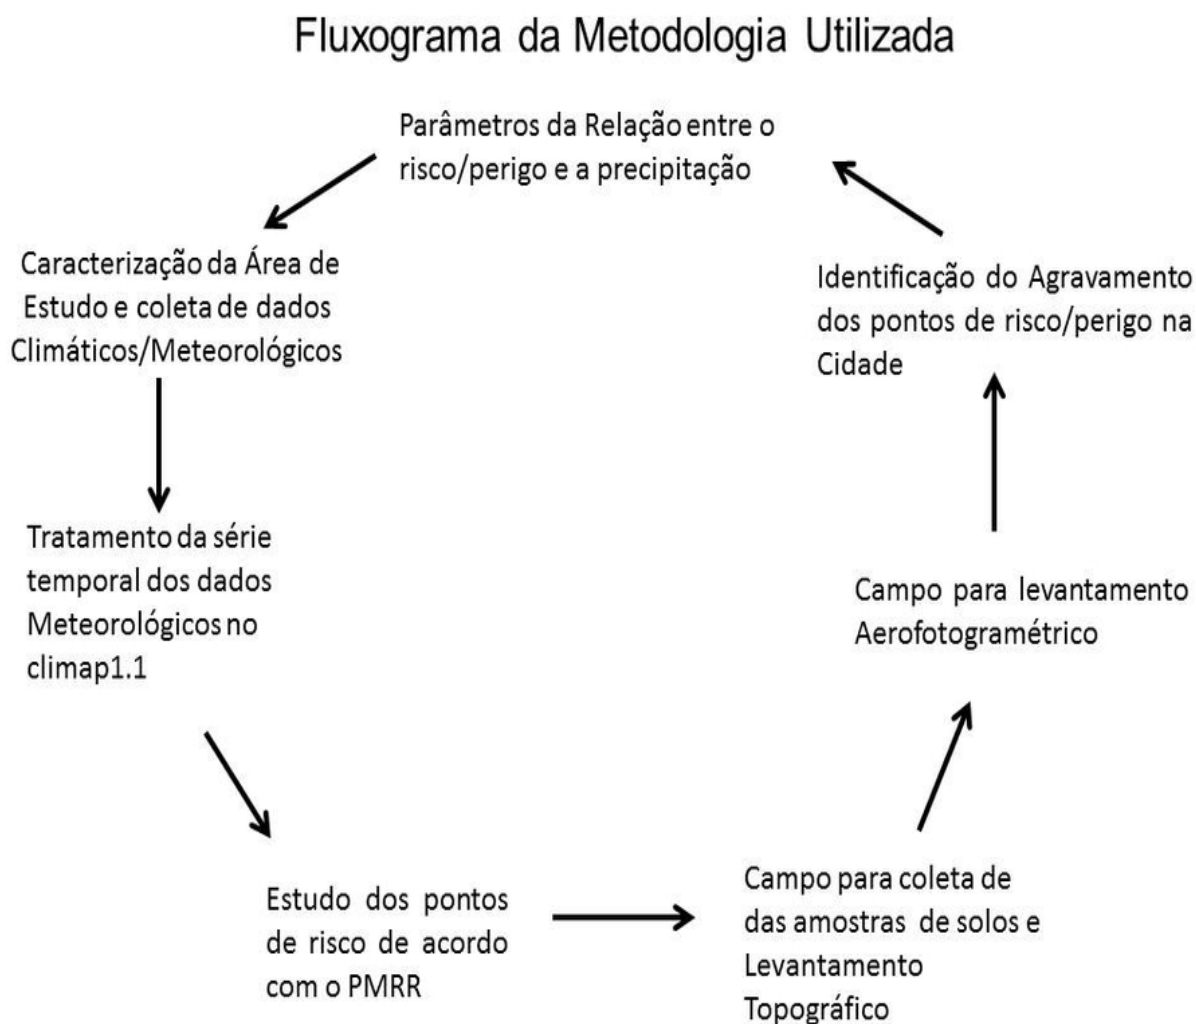 Fluxograma da Metodologia Utilizada
Parâmetros da Relação entre o
risco/perigo e a precipitação
Caracterização da Área de
Estudo e coleta de dados
Climáticos/Meteorológicos
Tratamento da série
temporal dos dados
Meteorológicos no
climap1.1
Estudo dos pontos
de risco de acordo
com o PMRR
Campo para coleta de
das amostras de solos e
Levantamento
Topográfico
Campo para levantamento
Aerofotogramétrico
Identificação do Agravamento
dos pontos de risco/perigo na
Cidade